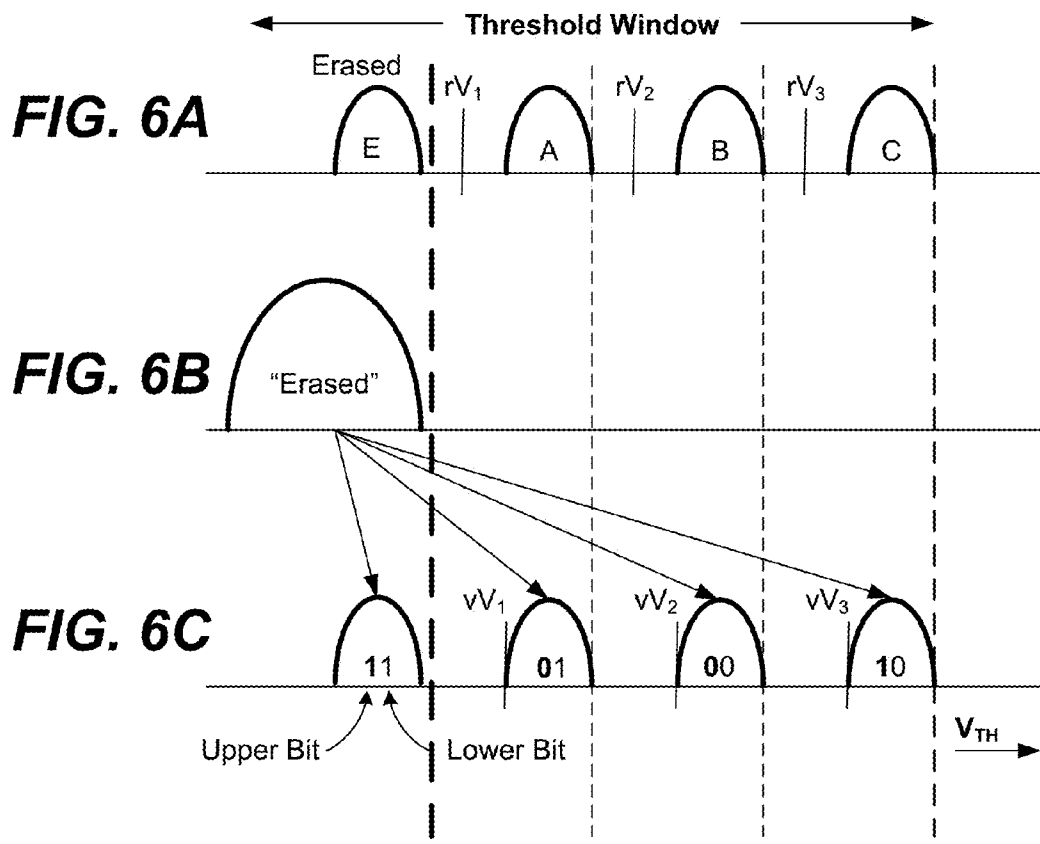 Threshold Window
FIG. 6A
Erased
rV1
rV2
rV3
E
A
B
C
FIG. 6B
“Erased”
FIG. 6C
vV1
vV2
vV3
11
01
00
10
Upper Bit
Lower Bit
VTH